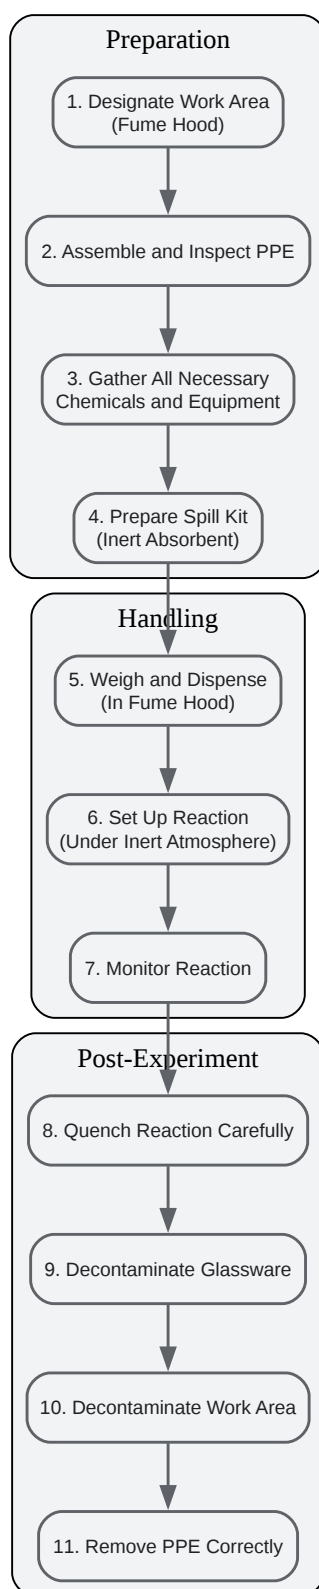 Preparation
1. Designate Work Area
(Fume Hood)
2. Assemble and Inspect PPE
3. Gather All Necessary
Chemicals and Equipment
4. Prepare Spill Kit
(Inert Absorbent)
Handling
5. Weigh and Dispense
(In Fume Hood)
6. Set Up Reaction
(Under Inert Atmosphere)
7. Monitor Reaction
Post-Experiment
8. Quench Reaction Carefully
9. Decontaminate Glassware
10. Decontaminate Work Area
11. Remove PPE Correctly